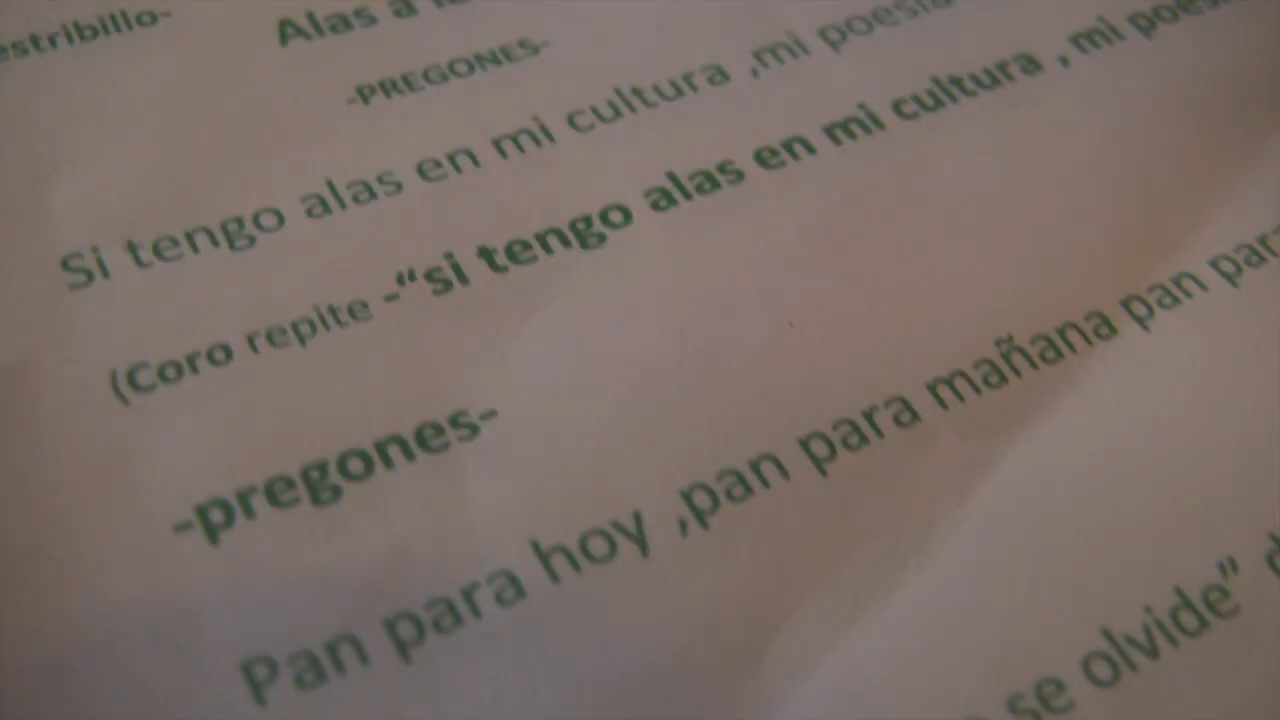 estribillo- Alas a
-PREGONES-
Si tengo alas en mi cultura ,mi poesia
(Coro repite -“si tengo alas en mi cultura , mi
-pregones-
Pan para hoy ,pan para mañana pan para
se olvide”